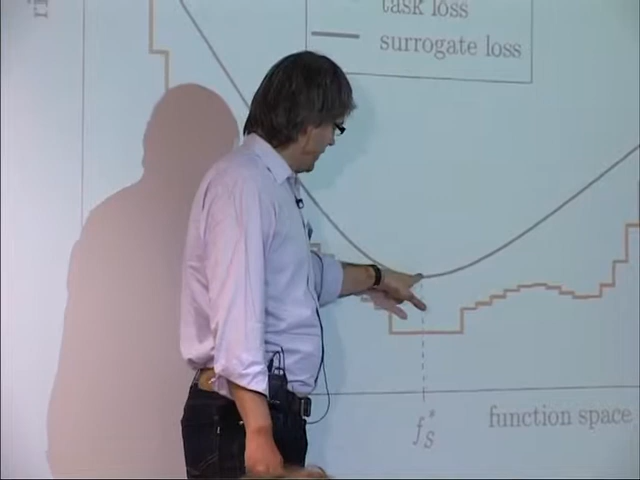 task loss
surrogate loss
function space
f*S